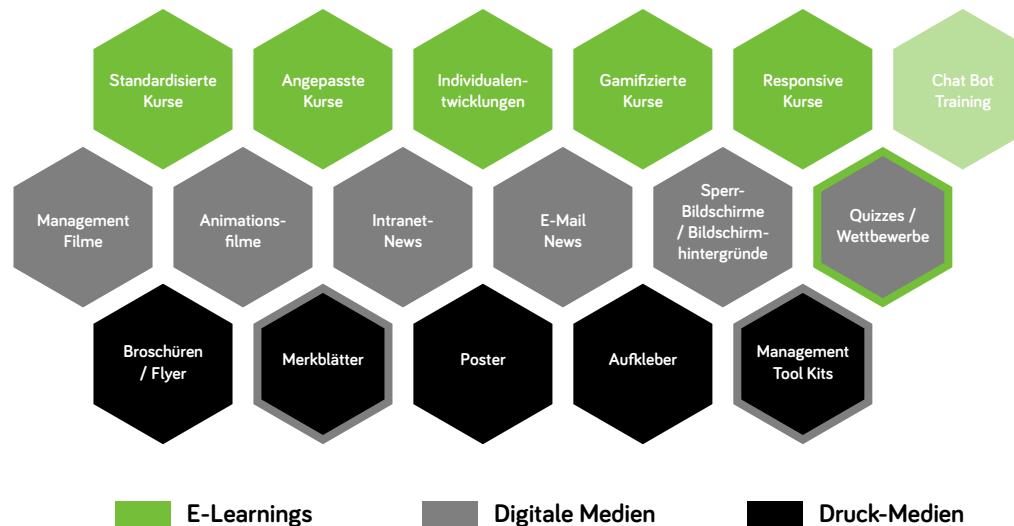 Standardisierte
Kurse
Angepasste
Kurse
Individualen-
twicklungen
Gamifizierte
Kurse
Responsive
Kurse
Chat Bot
Training
Management
Filme
Animations-
filme
Intranet-
News
E-Mail
News
Sperr-
Bildschirme
/ Bildschirm-
hintergründe
Quizzes /
Wettbewerbe
Broschüren
/ Flyer
Merkblätter
Poster
Aufkleber
Management
Tool Kits
E-Learnings
Digitale Medien
Druck-Medien